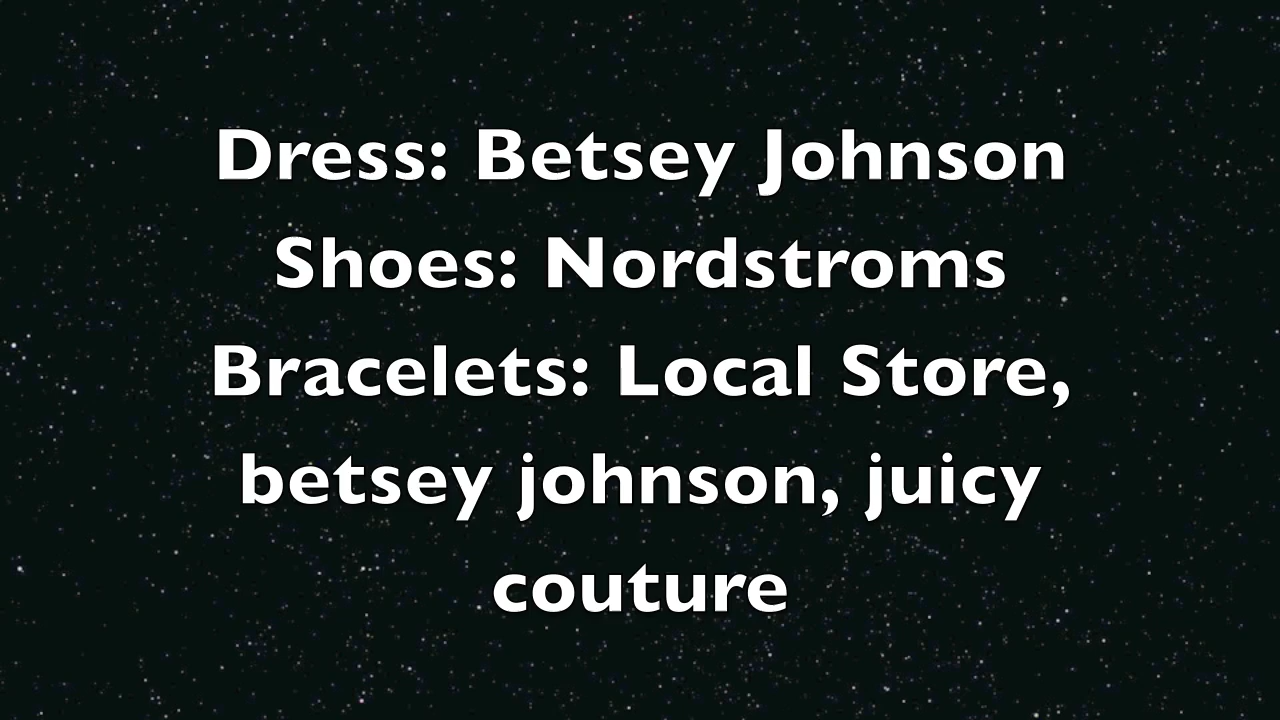 Dress: Betsey Johnson
Shoes: Nordstroms
Bracelets: Local Store,
betsey johnson, juicy
couture